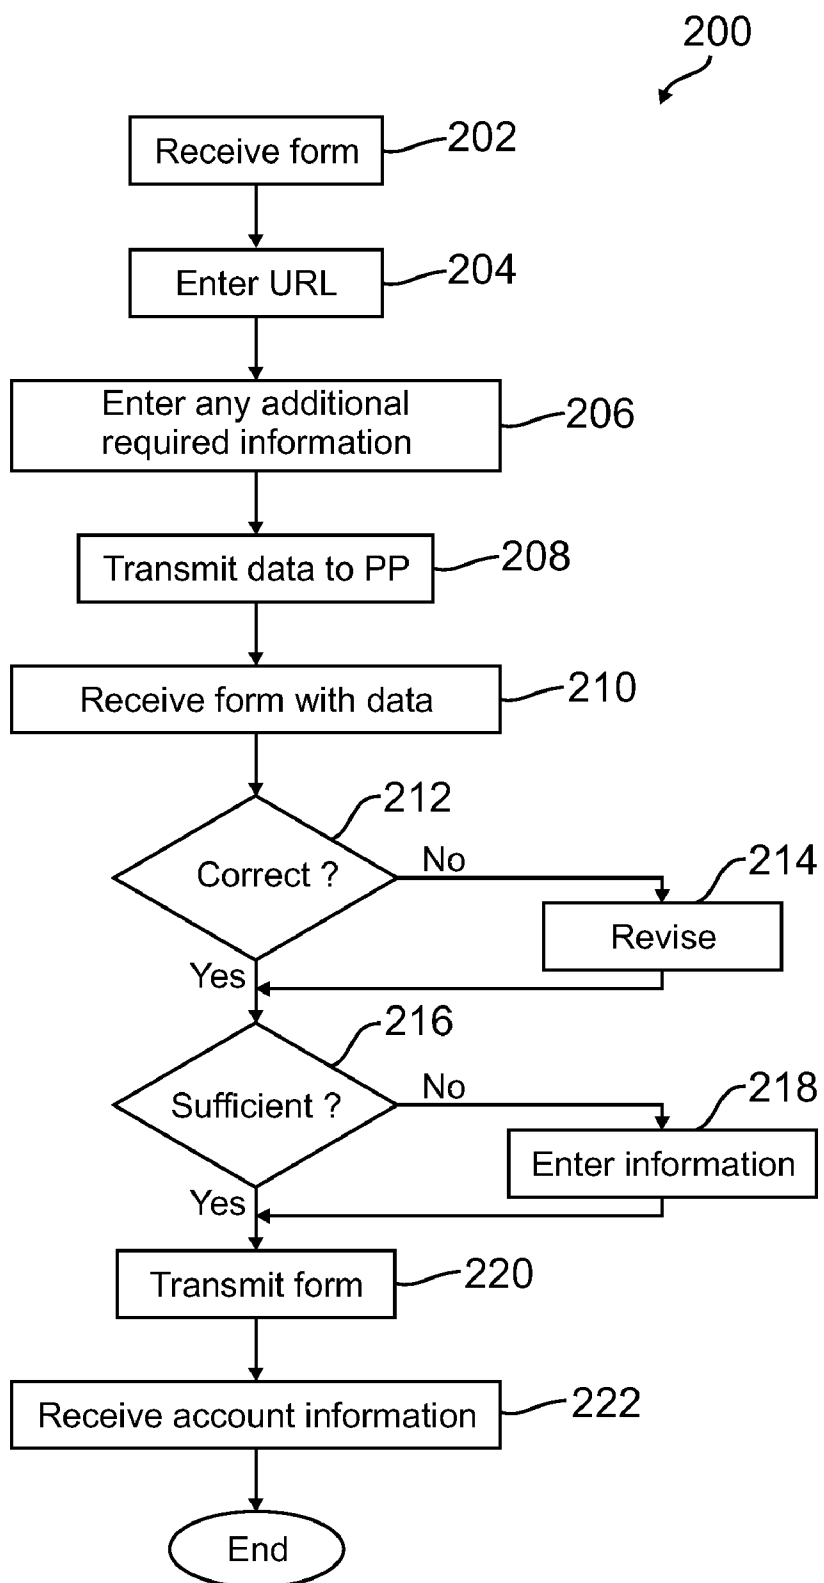 200
Receive form
202
Enter URL
204
Enter any additional
required information
206
Transmit data to PP
208
Receive form with data
210
212
Correct ?
No
214
Revise
Yes
216
Sufficient ?
No
218
Enter information
Yes
Transmit form
220
Receive account information
222
End